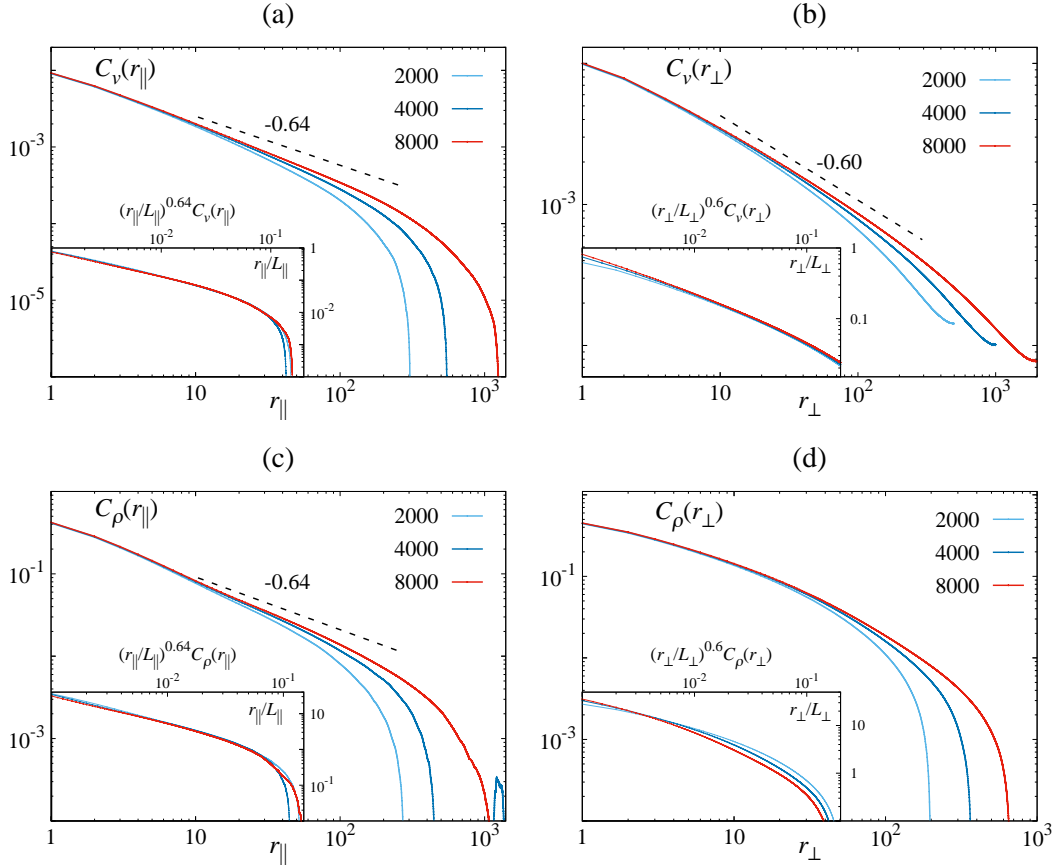 (a)
C_v(r_∥)
2000
4000
8000
-0.64
10^-3
10^-5
(r_∥/L_∥)^0.64 C_v(r_∥)
10^-2
10^-1
r_∥/L_∥
1
10^-2
10^-4
1
10
10^2
10^3
r_∥
(b)
C_v(r_⊥)
2000
4000
8000
-0.60
10^-3
(r_⊥/L_⊥)^0.6 C_v(r_⊥)
10^-2
10^-1
r_⊥/L_⊥
1
0.1
1
10
10^2
10^3
r_⊥
(c)
C_ρ(r_∥)
2000
4000
8000
-0.64
10^-1
10^-3
(r_∥/L_∥)^0.64 C_ρ(r_∥)
10^-2
10^-1
r_∥/L_∥
10
1
10^-1
1
10
10^2
10^3
r_∥
(d)
C_ρ(r_⊥)
2000
4000
8000
10^-1
10^-3
(r_⊥/L_⊥)^0.6 C_ρ(r_⊥)
10^-2
10^-1
r_⊥/L_⊥
10
1
1
10
10^2
10^3
r_⊥